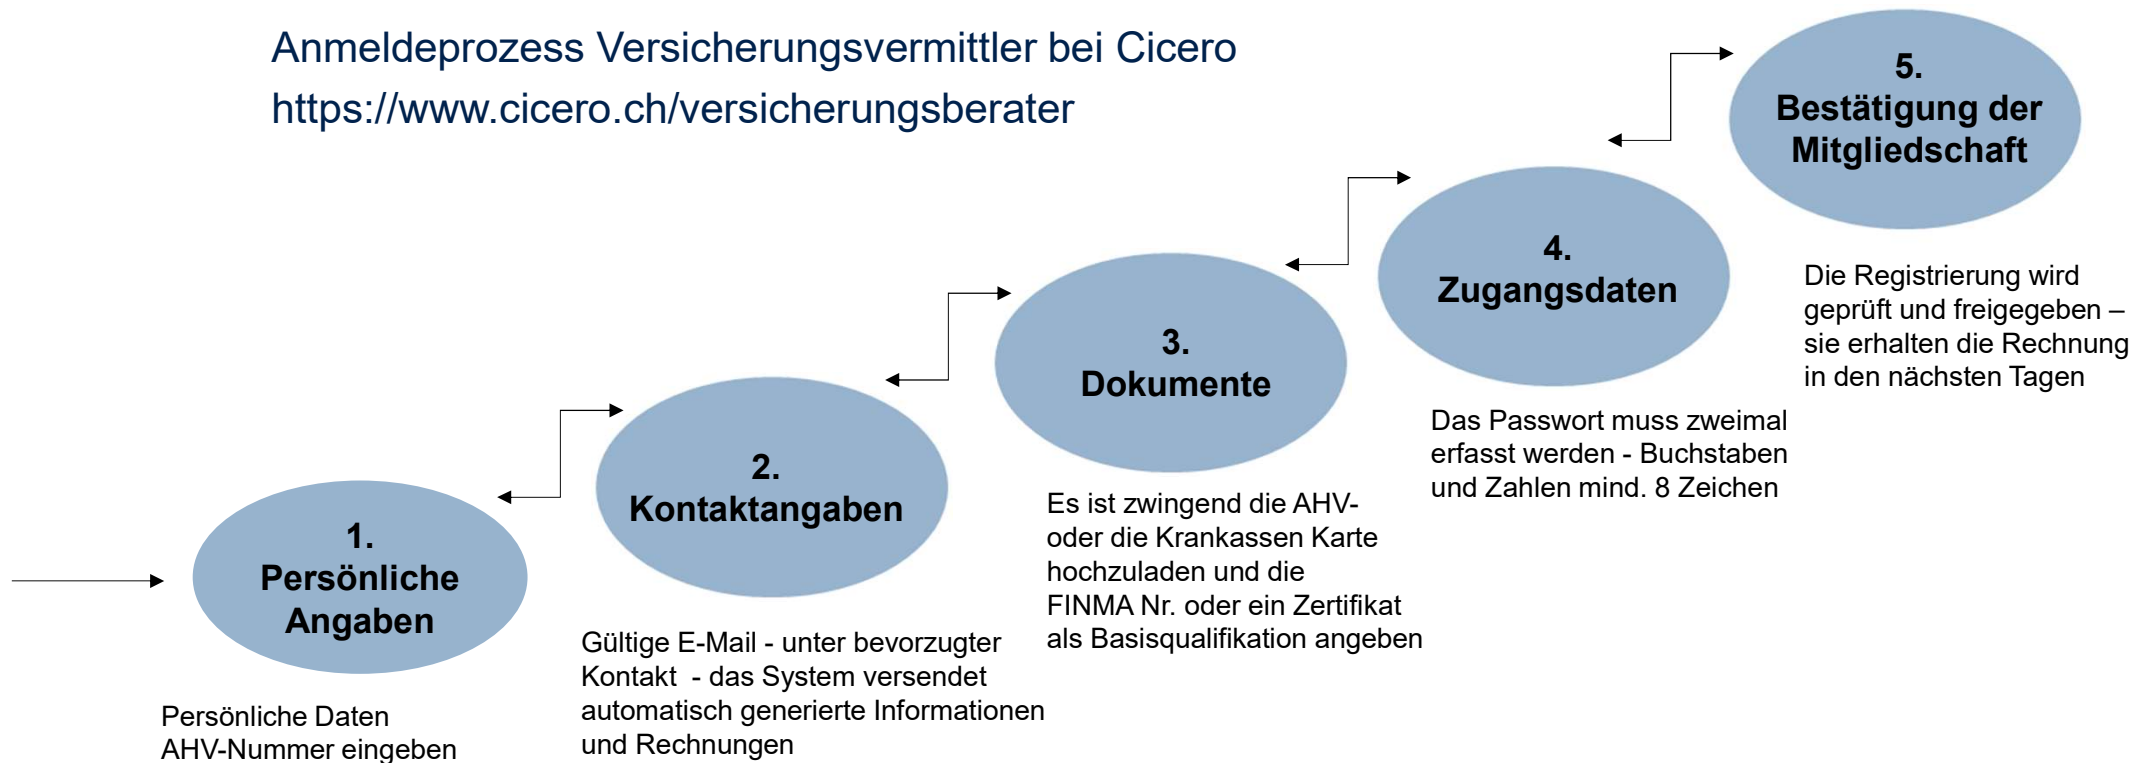 Anmeldeprozess Versicherungsvermittler bei Cicero
https://www.cicero.ch/versicherungsberater
1.
Persönliche
Angaben
Persönliche Daten
AHV-Nummer eingeben
2.
Kontaktangaben
Gültige E-Mail - unter bevorzugter
Kontakt - das System versendet
automatisch generierte Informationen
und Rechnungen
3.
Dokumente
Es ist zwingend die AHV-
oder die Krankassen Karte
hochzuladen und die
FINMA Nr. oder ein Zertifikat
als Basisqualifikation angeben
4.
Zugangsdaten
Das Passwort muss zweimal
erfasst werden - Buchstaben
und Zahlen mind. 8 Zeichen
5.
Bestätigung der
Mitgliedschaft
Die Registrierung wird
geprüft und freigegeben –
sie erhalten die Rechnung
in den nächsten Tagen